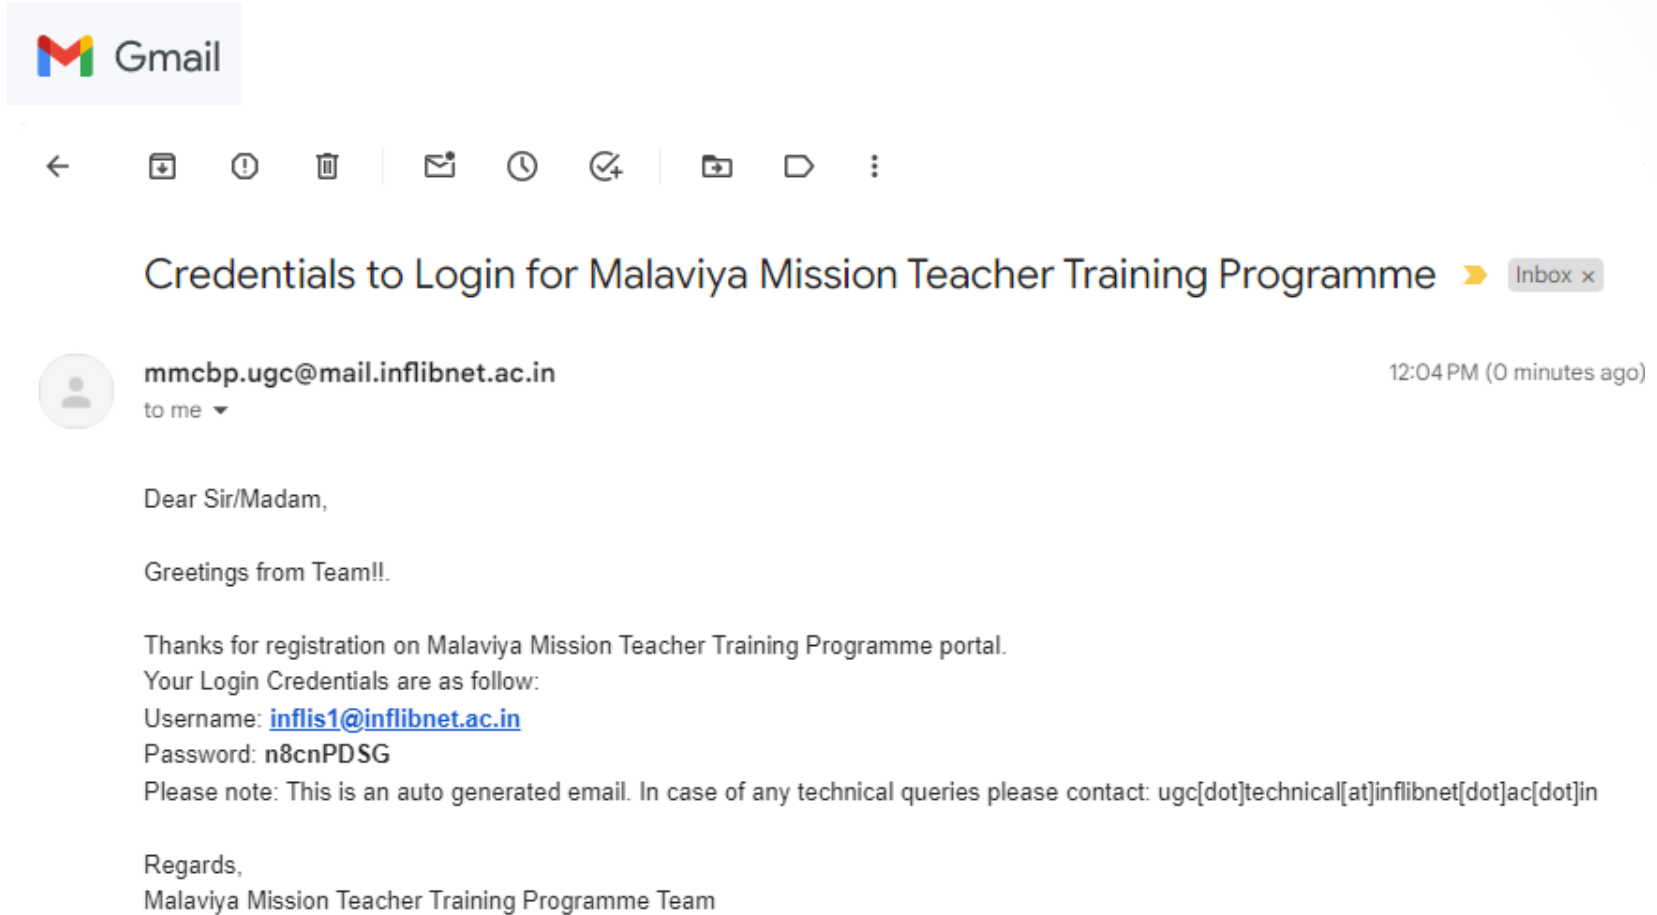 Gmail
Credentials to Login for Malaviya Mission Teacher Training Programme Inbox ×
mmcbp.ugc@mail.inflibnet.ac.in 12:04 PM (0 minutes ago)
to me
Dear Sir/Madam,
Greetings from Team!!.
Thanks for registration on Malaviya Mission Teacher Training Programme portal.
Your Login Credentials are as follow:
Username: inflis1@inflibnet.ac.in
Password: n8cnPDSG
Please note: This is an auto generated email. In case of any technical queries please contact: ugc[dot]technical[at]inflibnet[dot]ac[dot]in
Regards,
Malaviya Mission Teacher Training Programme Team